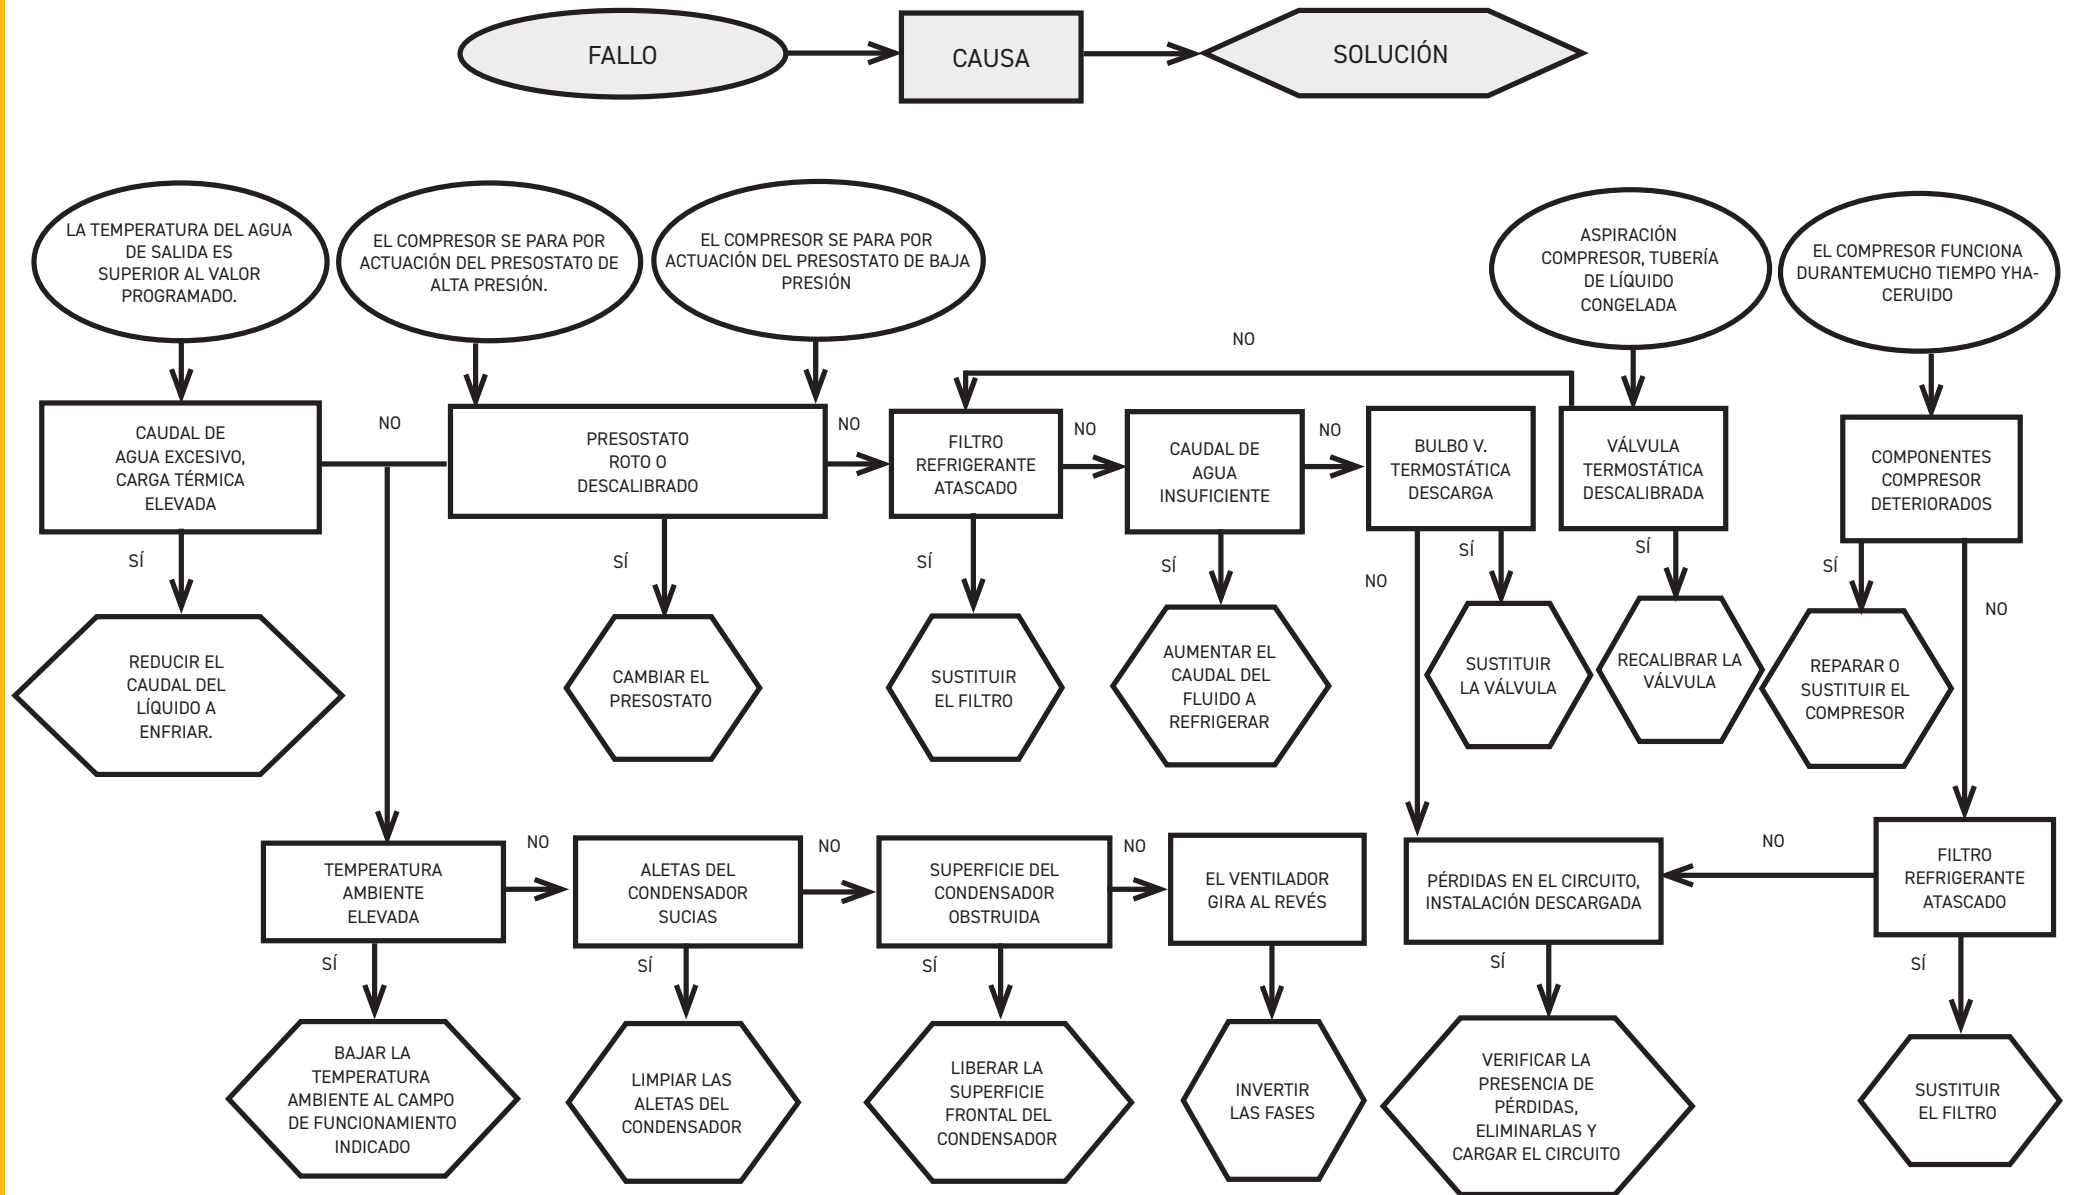 FALLO
CAUSA
SOLUCIÓN
LA TEMPERATURA DEL AGUA
DE SALIDA ES
SUPERIOR AL VALOR
PROGRAMADO.
EL COMPRESOR SE PARA POR
ACTUACIÓN DEL PRESOSTATO DE
ALTA PRESIÓN.
EL COMPRESOR SE PARA POR
ACTUACIÓN DEL PRESOSTATO DE BAJA
PRESIÓN
ASPIRACIÓN
COMPRESOR, TUBERÍA
DE LÍQUIDO
CONGELADA
EL COMPRESOR FUNCIONA
DURANTEMUCHO TIEMPO YHA-
CERUIDO
NO
CAUDAL DE
AGUA EXCESIVO,
CARGA TÉRMICA
ELEVADA
NO
PRESOSTATO
ROTO O
DESCALIBRADO
NO
FILTRO
REFRIGERANTE
ATASCADO
NO
CAUDAL DE
AGUA
INSUFICIENTE
NO
BULBO V.
TERMOSTÁTICA
DESCARGA
VÁLVULA
TERMOSTÁTICA
DESCALIBRADA
COMPONENTES
COMPRESOR
DETERIORADOS
SÍ
SÍ
SÍ
SÍ
NO
SÍ
SÍ
SÍ
NO
REDUCIR EL
CAUDAL DEL
LÍQUIDO A
ENFRIAR.
CAMBIAR EL
PRESOSTATO
SUSTITUIR
EL FILTRO
AUMENTAR EL
CAUDAL DEL
FLUIDO A
REFRIGERAR
SUSTITUIR
LA VÁLVULA
RECALIBRAR LA
VÁLVULA
REPARAR O
SUSTITUIR EL
COMPRESOR
TEMPERATURA
AMBIENTE
ELEVADA
NO
ALETAS DEL
CONDENSADOR
SUCIAS
NO
SUPERFICIE DEL
CONDENSADOR
OBSTRUIDA
NO
EL VENTILADOR
GIRA AL REVÉS
PÉRDIDAS EN EL CIRCUITO,
INSTALACIÓN DESCARGADA
NO
FILTRO
REFRIGERANTE
ATASCADO
SÍ
SÍ
SÍ
SÍ
SÍ
BAJAR LA
TEMPERATURA
AMBIENTE AL CAMPO
DE FUNCIONAMIENTO
INDICADO
LIMPIAR LAS
ALETAS DEL
CONDENSADOR
LIBERAR LA
SUPERFICIE
FRONTAL DEL
CONDENSADOR
INVERTIR
LAS FASES
VERIFICAR LA
PRESENCIA DE
PÉRDIDAS,
ELIMINARLAS Y
CARGAR EL CIRCUITO
SUSTITUIR
EL FILTRO